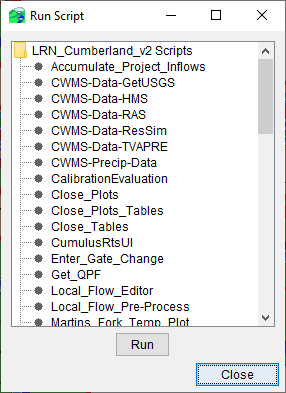 Run Script
LRN_Cumberland_v2 Scripts
Accumulate_Project_Inflows
CWMS-Data-GetUSGS
CWMS-Data-HMS
CWMS-Data-RAS
CWMS-Data-ResSim
CWMS-Data-TVAPRE
CWMS-Precip-Data
CalibrationEvaluation
Close_Plots
Close_Plots_Tables
Close_Tables
CumulusRtsUI
Enter_Gate_Change
Get_QPF
Local_Flow_Editor
Local_Flow_Pre-Process
Martins_Fork_Temp_Plot
Run
Close